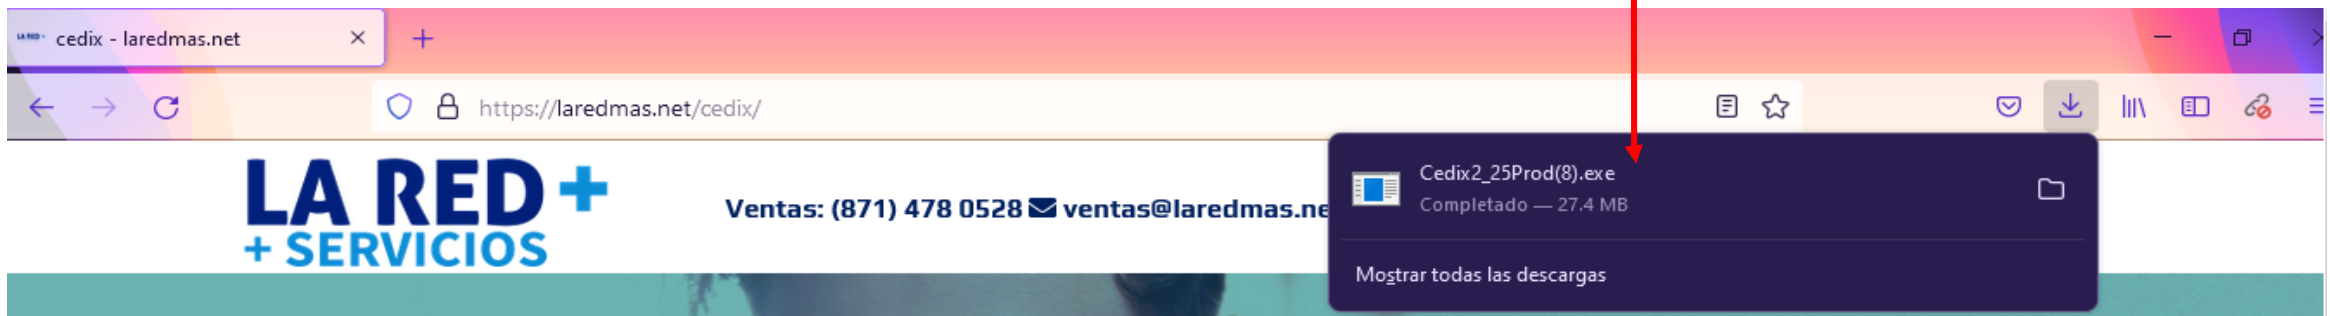 cedix - laredmas.net
https://laredmas.net/cedix/
LA RED+
+ SERVICIOS
Ventas: (871) 478 0528 ventas@laredmas.ne
Cedix2_25Prod(8).exe
Completado — 27.4 MB
Mostrar todas las descargas